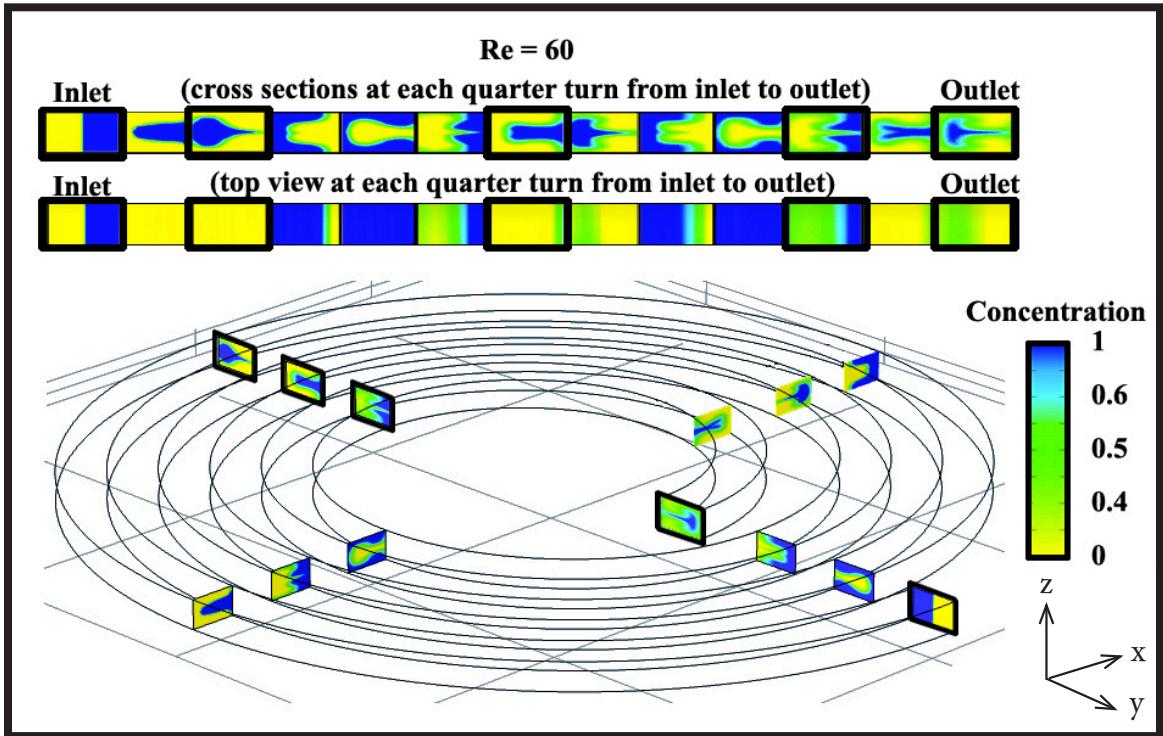 Re = 60
Inlet (cross sections at each quarter turn from inlet to outlet) Outlet
Inlet (top view at each quarter turn from inlet to outlet) Outlet
Concentration
1
0.6
0.5
0.4
0
z
x
y